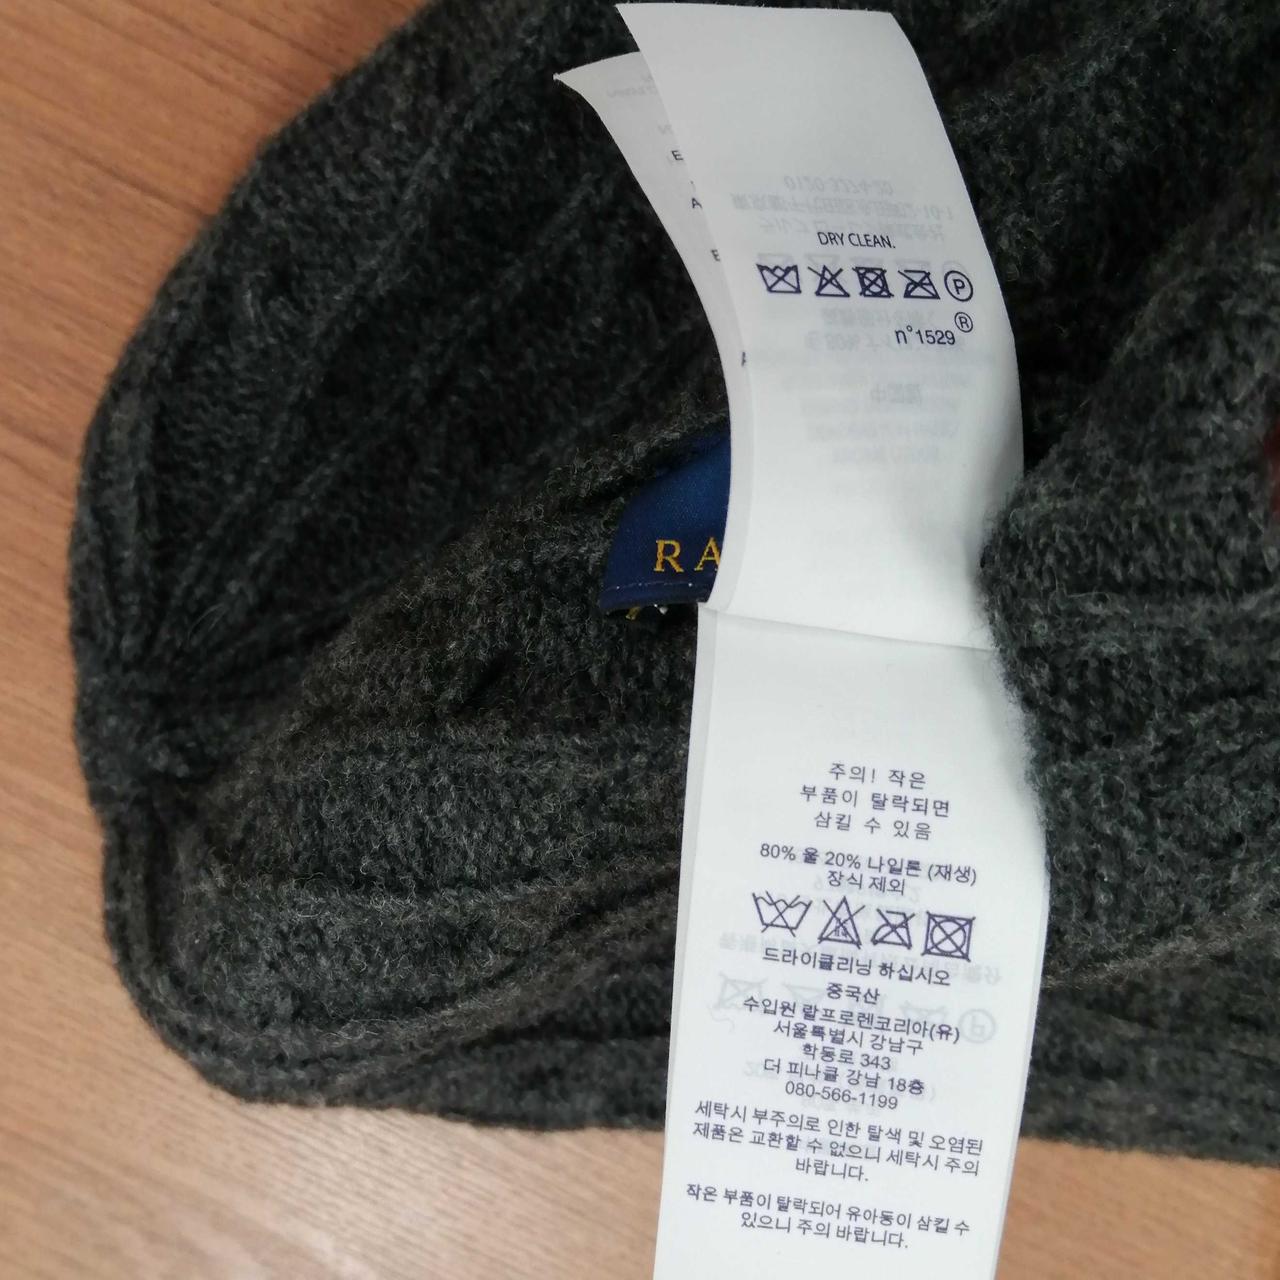 DRY CLEAN.
P
n°1529 ®
RA
주의! 작은
부품이 탈락되면
삼킬 수 있음
80% 울 20% 나일론 (재생)
장식 제외
드라이클리닝 하십시오
중국산
수입원 랄프로렌코리아(유)
서울특별시 강남구
학동로 343
더 피나클 강남 18층
080-566-1199
세탁시 부주의로 인한 탈색 및 오염된
제품은 교환할 수 없으니 세탁시 주의
바랍니다.
작은 부품이 탈락되어 유아동이 삼킬 수
있으니 주의 바랍니다.